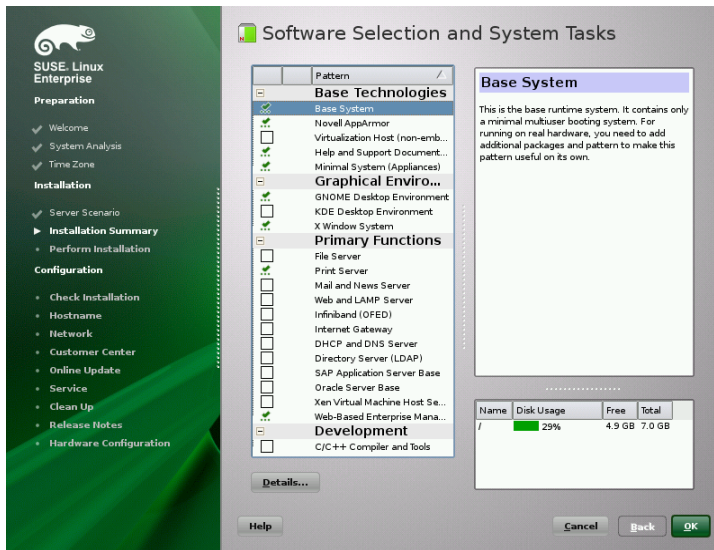 SUSE. Linux
Enterprise
Preparation
Welcome
System Analysis
Time Zone
Installation
Server Scenario
Installation Summary
Perform Installation
Configuration
Check Installation
Hostname
Network
Customer Center
Online Update
Service
Clean Up
Release Notes
Hardware Configuration
Software Selection and System Tasks
Pattern
Base Technologies
Base System
Novell AppArmor
Virtualization Host (non-emb...
Help and Support Document...
Minimal System (Appliances)
Graphical Enviro...
GNOME Desktop Environment
KDE Desktop Environment
X Window System
Primary Functions
File Server
Print Server
Mail and News Server
Web and LAMP Server
Infiniband (OFED)
Internet Gateway
DHCP and DNS Server
Directory Server (LDAP)
SAP Application Server Base
Oracle Server Base
Xen Virtual Machine Host Se...
Web-Based Enterprise Mana...
Development
C/C++ Compiler and Tools
Details...
Base System
This is the base runtime system. It contains only
a minimal multiuser booting system. For
running on real hardware, you need to add
additional packages and pattern to make this
pattern useful on its own.
Name Disk Usage Free Total
/ 29% 4.9 GB 7.0 GB
Help
Cancel
Back
OK